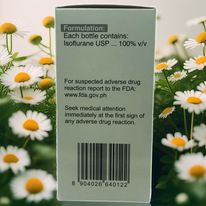 Formulation:
Each bottle contains:
Isoflurane USP ... 100% v/v
For suspected adverse drug
reaction report to the FDA:
www.fda.gov.ph
Seek medical attention
immediately at the first sign of
any adverse drug reaction.
8 904026 640122